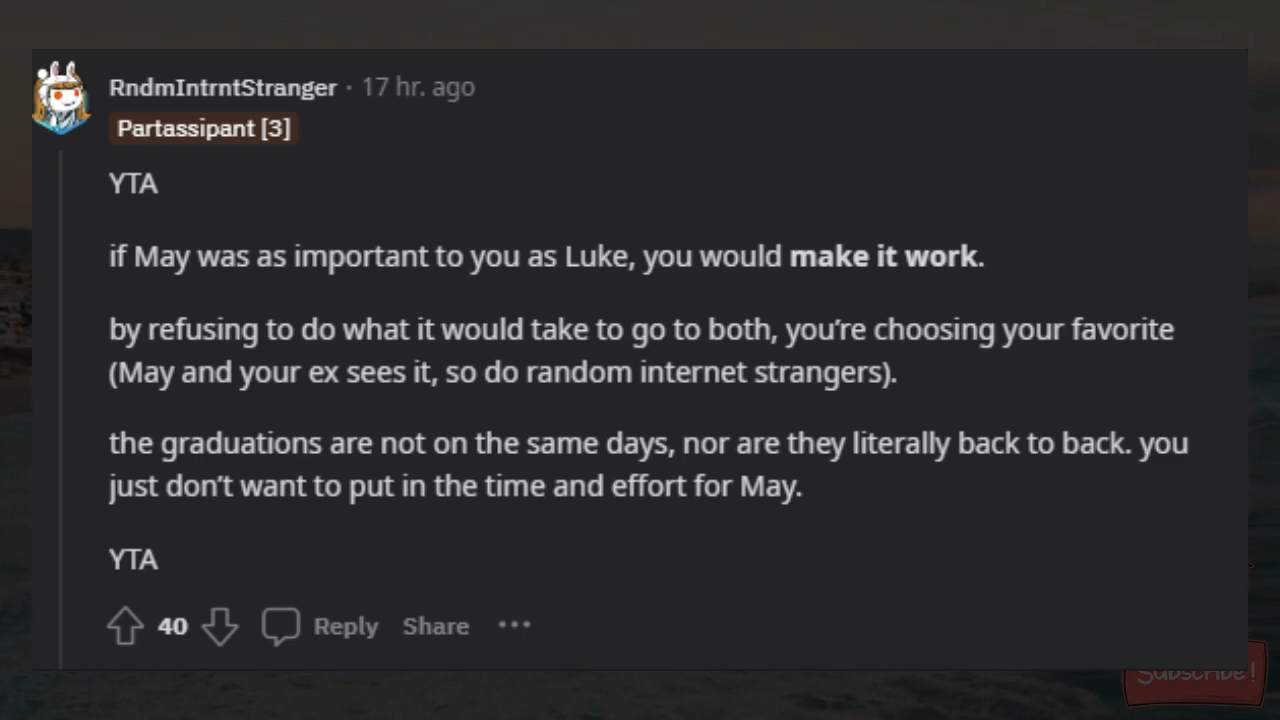 RndmIntrntStranger · 17 hr. ago
Partassipant [3]
YTA
if May was as important to you as Luke, you would make it work.
by refusing to do what it would take to go to both, you’re choosing your favorite
(May and your ex sees it, so do random internet strangers).
the graduations are not on the same days, nor are they literally back to back. you
just don’t want to put in the time and effort for May.
YTA
40 Reply Share ···
Subscribe!